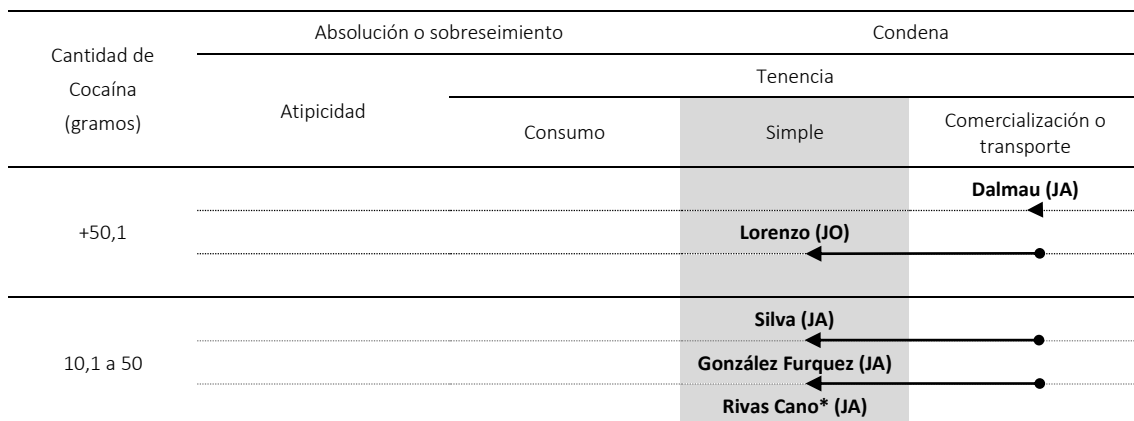 Absolución o sobreseimiento
Condena
Cantidad de
Cocaína
(gramos)
Tenencia
Atipicidad
Consumo
Simple
Comercialización o
transporte
+50,1
Dalmau (JA)
Lorenzo (JO)
10,1 a 50
Silva (JA)
González Furquez (JA)
Rivas Cano* (JA)